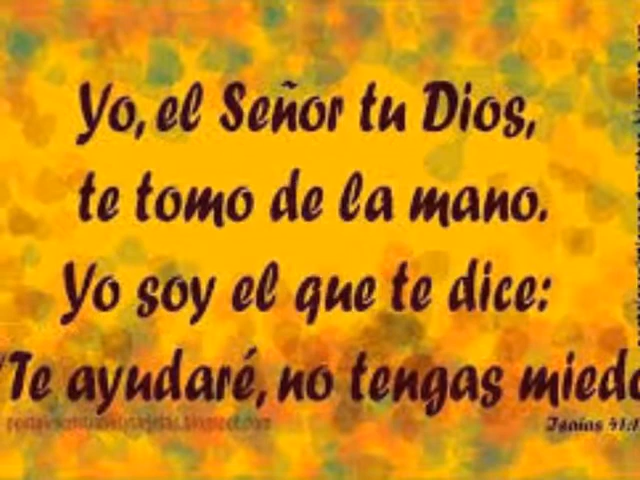 Yo, el Señor tu Dios,
te tomo de la mano.
Yo soy el que te dice:
"Te ayudaré, no tengas miedo
Isaías 41:1